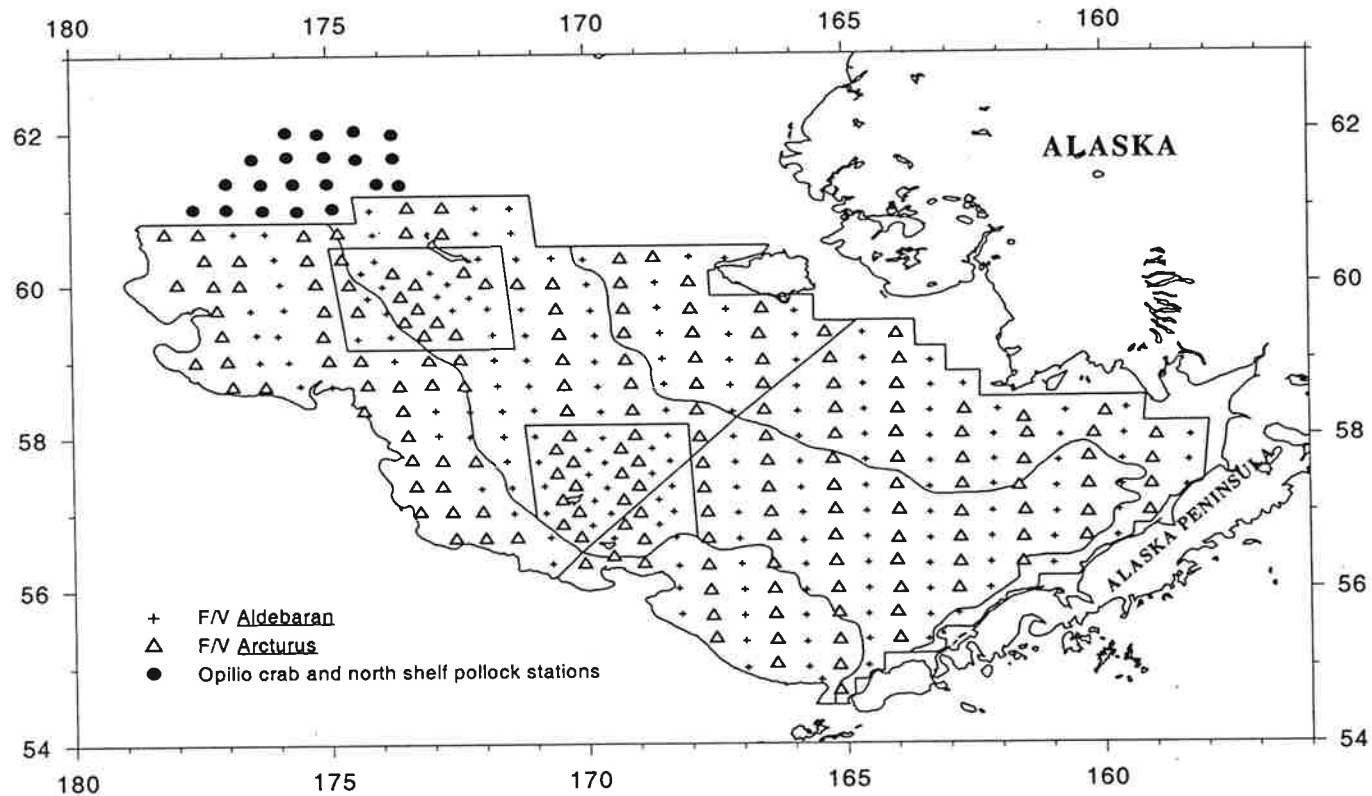 180 175 170 165 160
62 62
ALASKA
60 60
58 58
ALASKA PENINSULA
56 56
+ F/V Aldebaran
△ F/V Arcturus
● Opilio crab and north shelf pollock stations
54 54
180 175 170 165 160